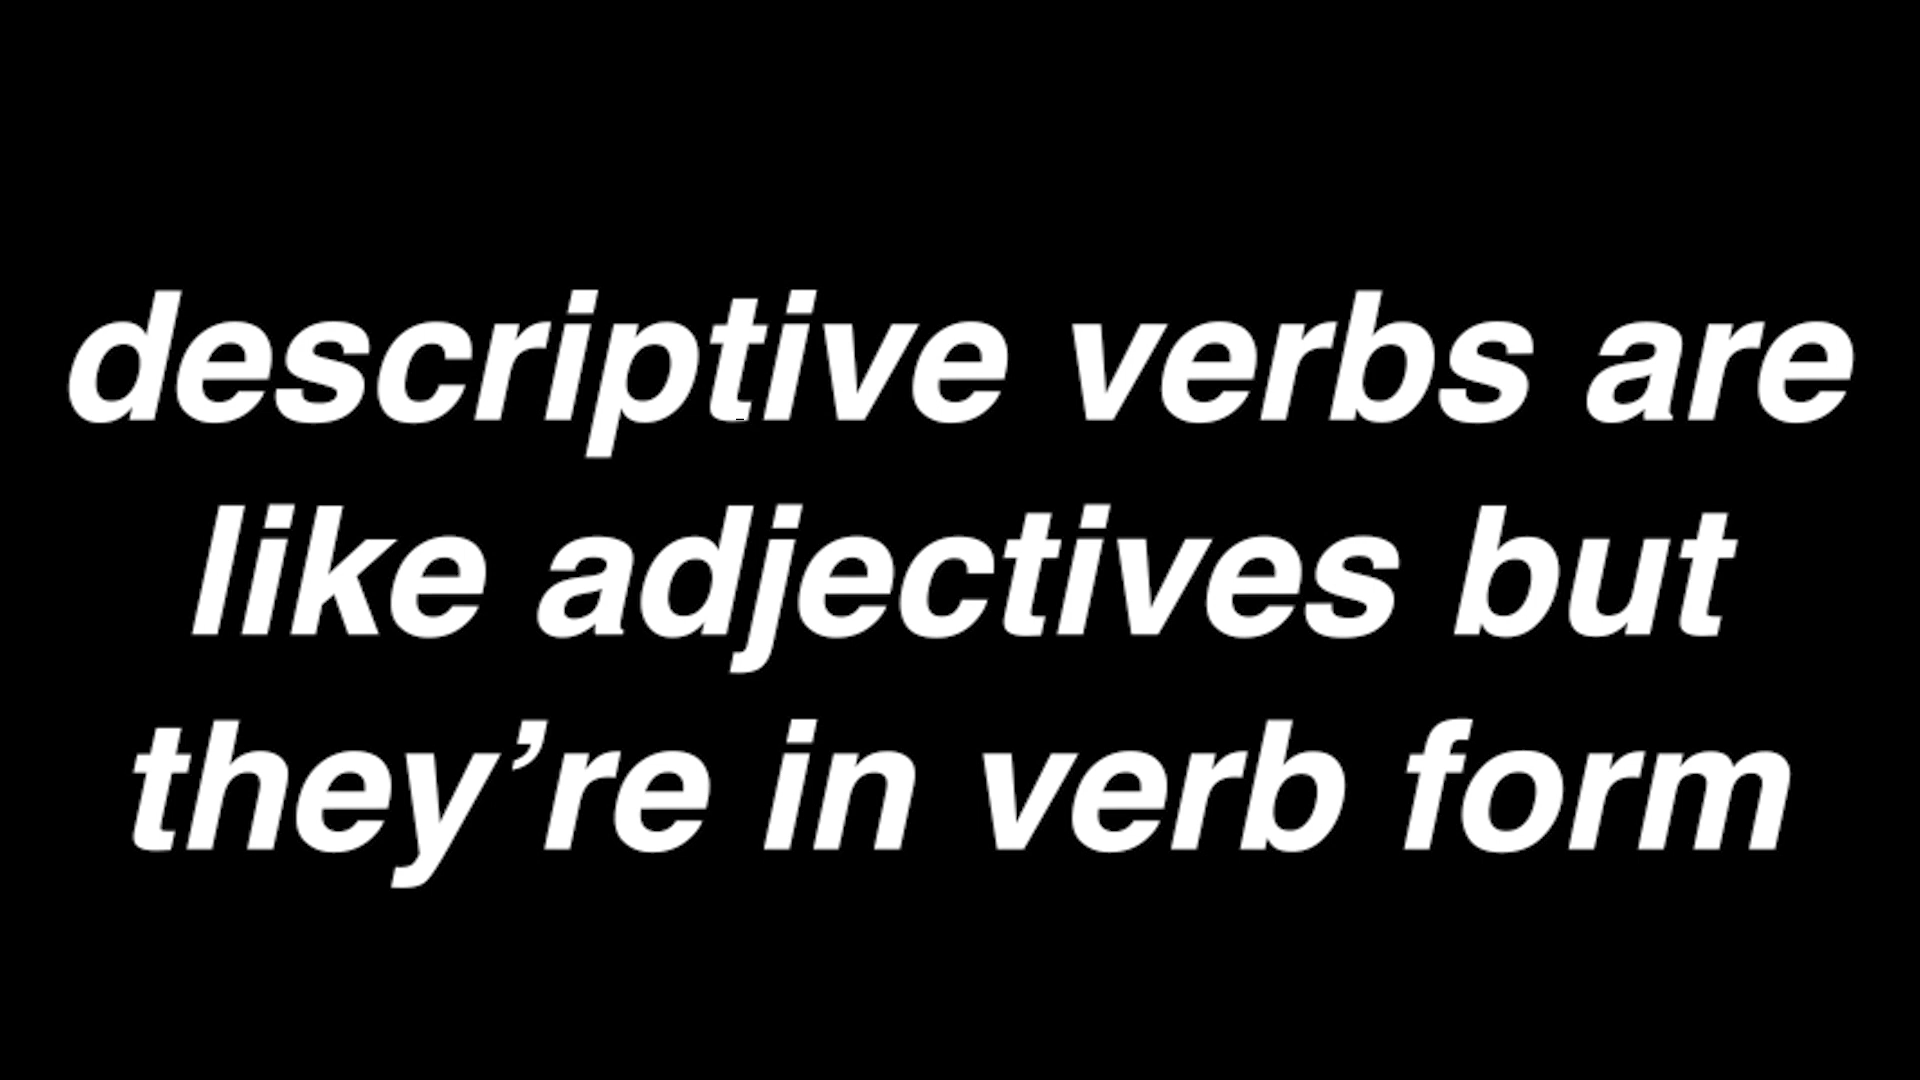 descriptive verbs are
like adjectives but
they’re in verb form